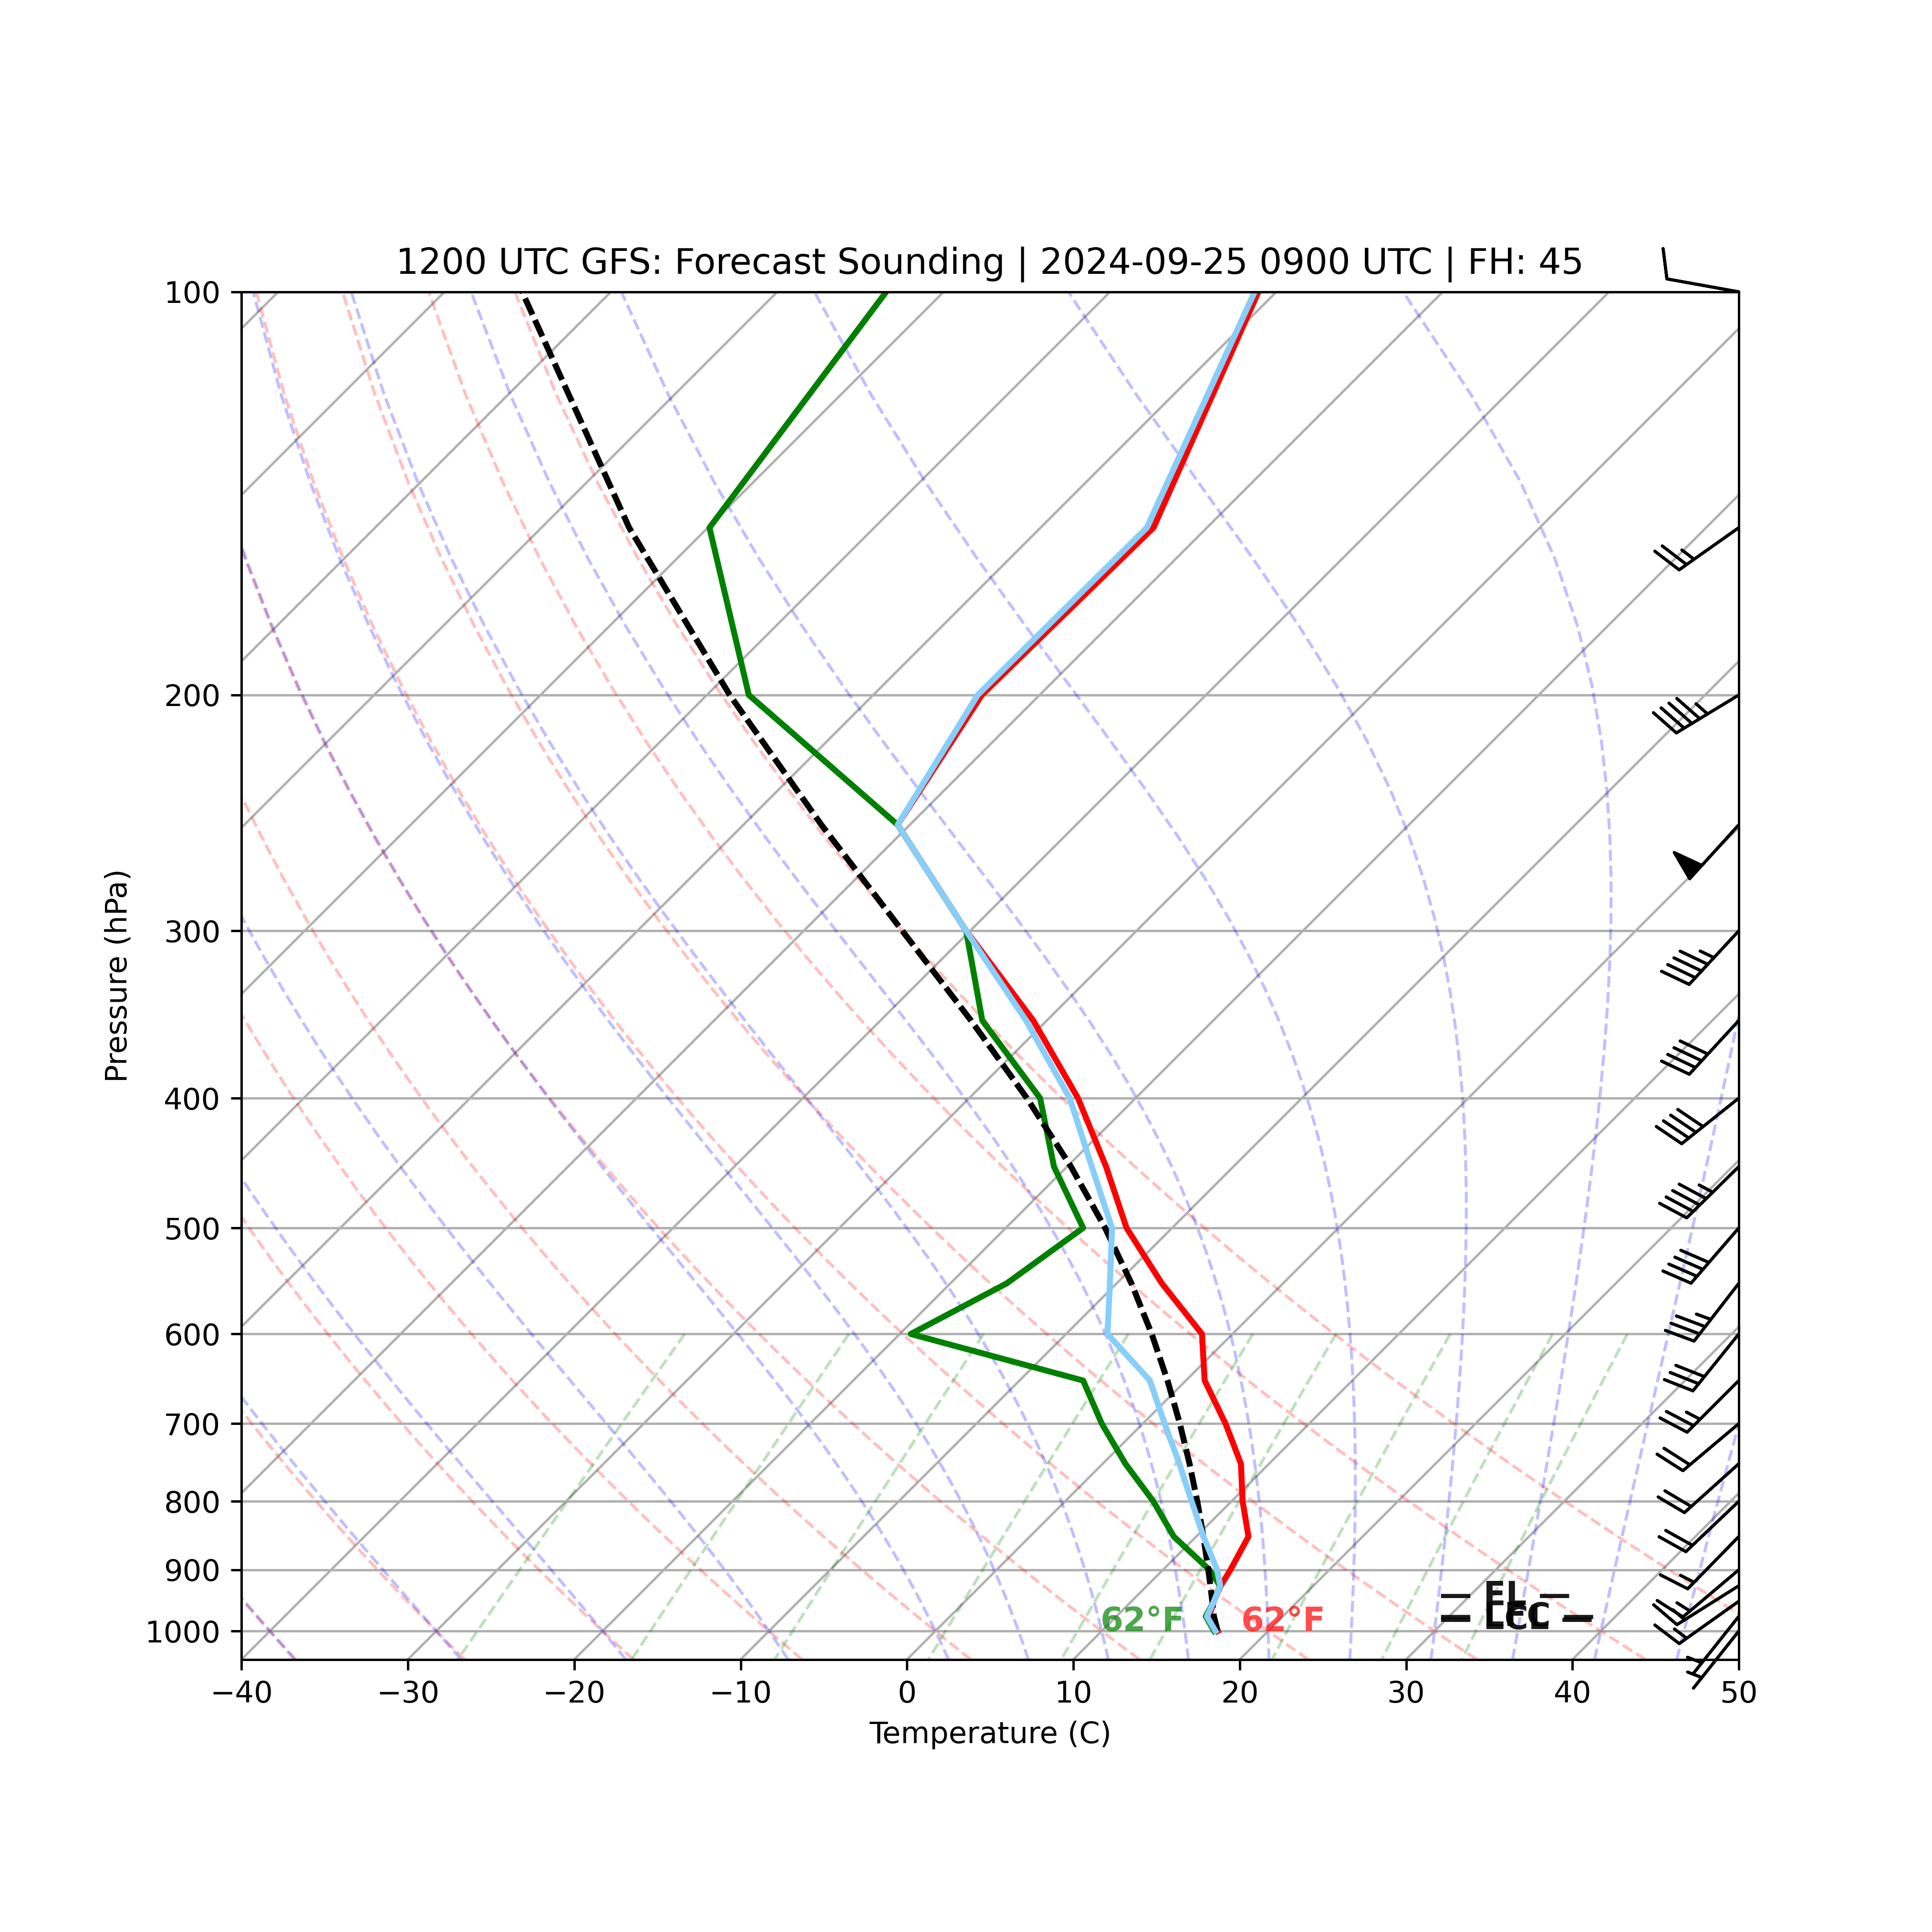 1200 UTC GFS: Forecast Sounding | 2024-09-25 0900 UTC | FH: 45
100
200
300
400
500
600
700
800
900
1000
Pressure (hPa)
— EL —
62°F 62°F
−40 −30 −20 −10 0 10 20 30 40 50
Temperature (C)